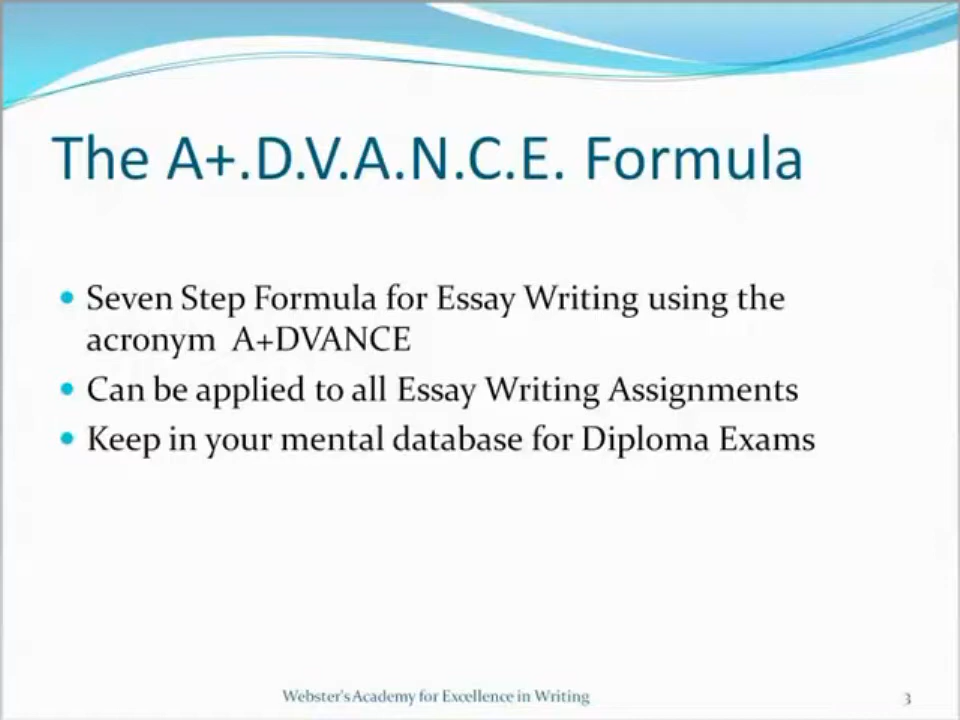 The A+.D.V.A.N.C.E. Formula
• Seven Step Formula for Essay Writing using the
acronym  A+DVANCE
• Can be applied to all Essay Writing Assignments
• Keep in your mental database for Diploma Exams
Webster's Academy for Excellence in Writing
3